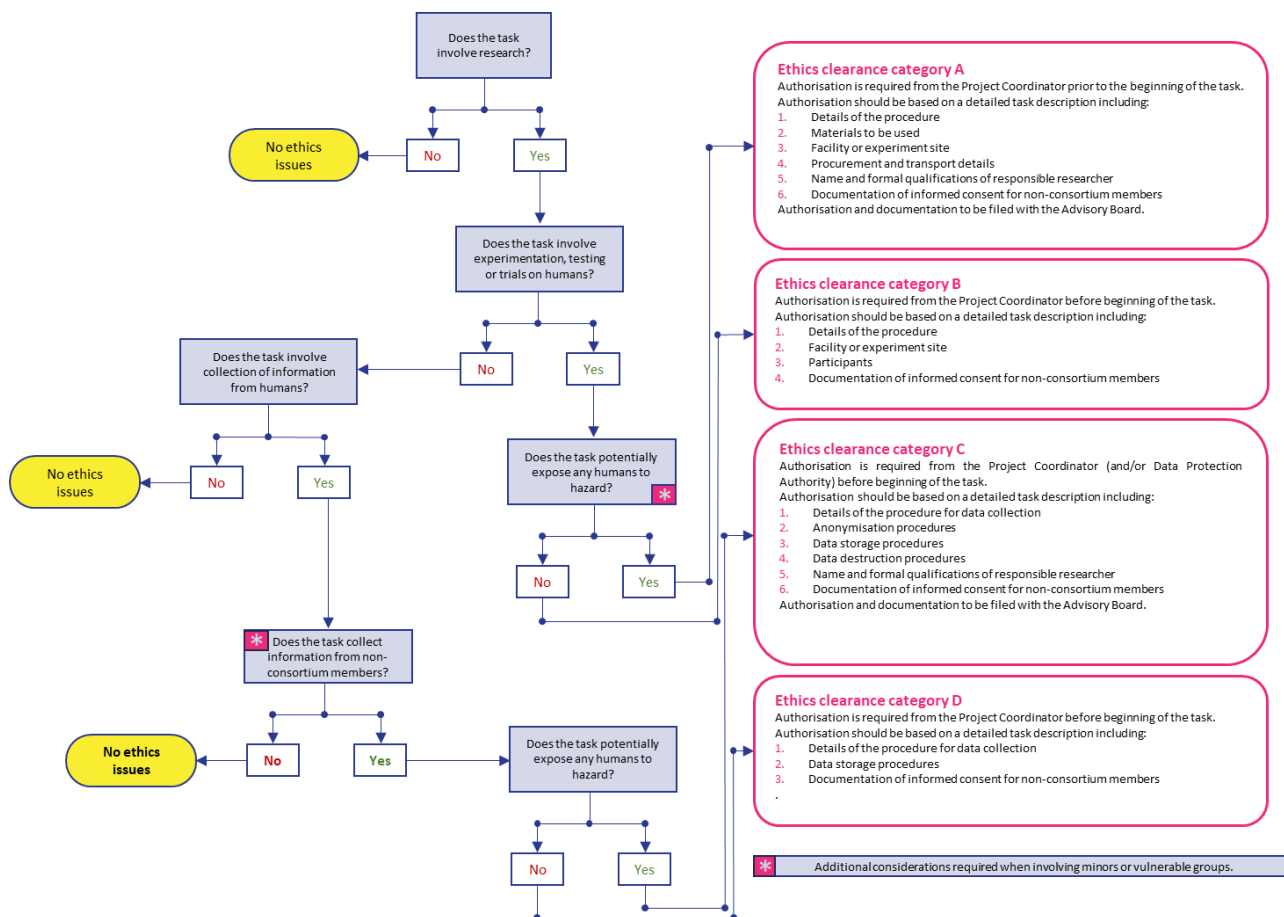 Does the task
involve research?
No
Yes
No ethics
issues
Does the task involve
experimentation, testing
or trials on humans?
No
Yes
Does the task involve
collection of information
from humans?
No
Yes
No ethics
issues
Does the task potentially
expose any humans to
hazard?
*
No
Yes
*
Does the task collect
information from non-
consortium members?
No
Yes
No ethics
issues
Does the task potentially
expose any humans to
hazard?
No
Yes
Ethics clearance category A
Authorisation is required from the Project Coordinator prior to the beginning of the task.
Authorisation should be based on a detailed task description including:
1. Details of the procedure
2. Materials to be used
3. Facility or experiment site
4. Procurement and transport details
5. Name and formal qualifications of responsible researcher
6. Documentation of informed consent for non-consortium members
Authorisation and documentation to be filed with the Advisory Board.
Ethics clearance category B
Authorisation is required from the Project Coordinator before beginning of the task.
Authorisation should be based on a detailed task description including:
1. Details of the procedure
2. Facility or experiment site
3. Participants
4. Documentation of informed consent for non-consortium members
Ethics clearance category C
Authorisation is required from the Project Coordinator (and/or Data Protection
Authority) before beginning of the task.
Authorisation should be based on a detailed task description including:
1. Details of the procedure for data collection
2. Anonymisation procedures
3. Data storage procedures
4. Data destruction procedures
5. Name and formal qualifications of responsible researcher
6. Documentation of informed consent for non-consortium members
Authorisation and documentation to be filed with the Advisory Board.
Ethics clearance category D
Authorisation is required from the Project Coordinator before beginning of the task.
Authorisation should be based on a detailed task description including:
1. Details of the procedure for data collection
2. Data storage procedures
3. Documentation of informed consent for non-consortium members
.
* Additional considerations required when involving minors or vulnerable groups.